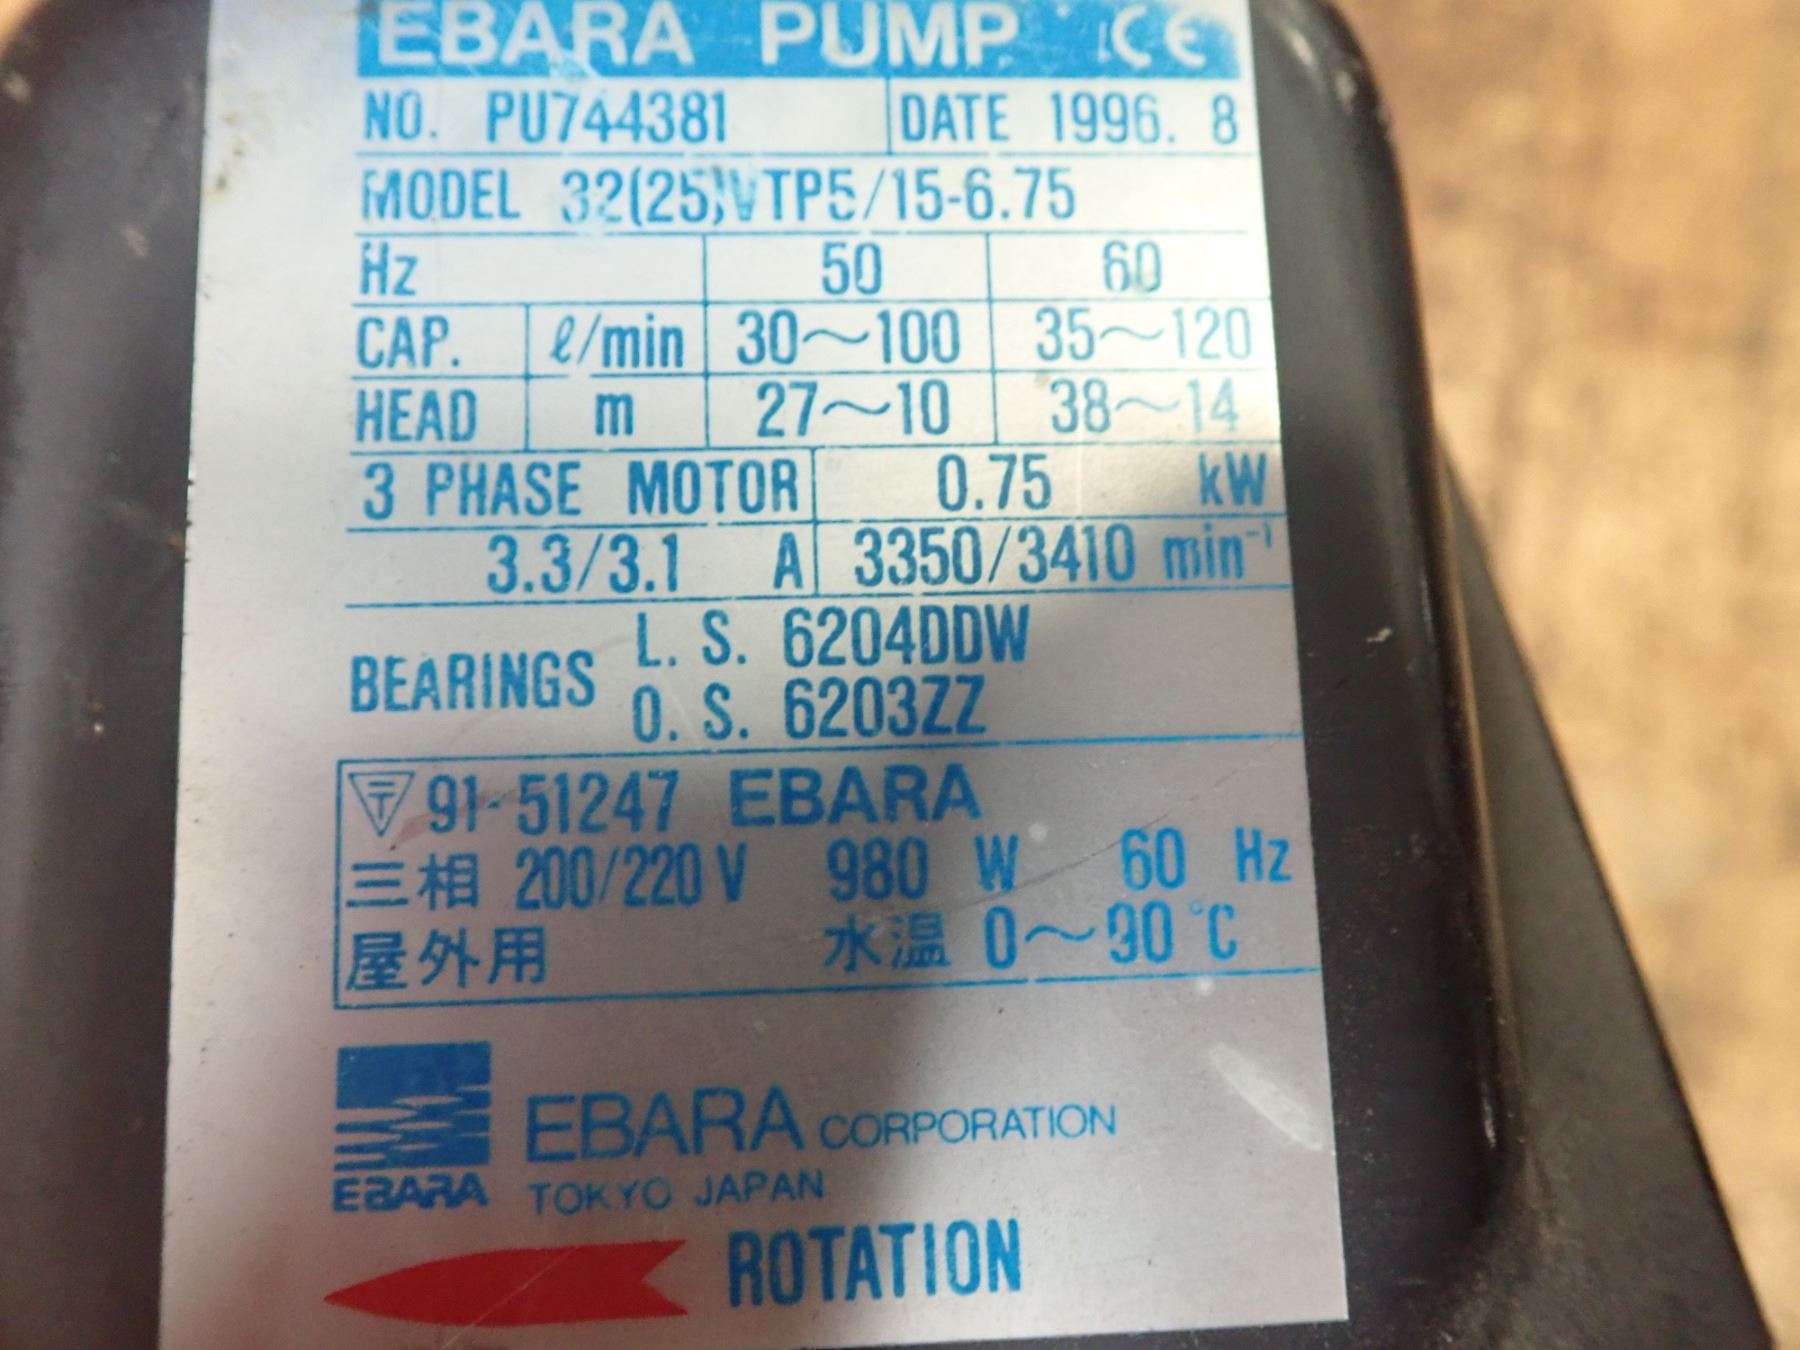 EBARA PUMP CE
NO. PU744381 DATE 1996. 8
MODEL 32(25)VTP5/15-6.75
Hz 50 60
CAP. ℓ/min 30～100 35～120
HEAD m 27～10 38～14
3 PHASE MOTOR 0.75 kW
3.3/3.1 A 3350/3410 min⁻¹
BEARINGS L. S. 6204DDW
O. S. 6203ZZ
〒 91-51247 EBARA
三相 200/220 V 980 W 60 Hz
屋外用 水温 0～90 °C
EBARA CORPORATION
EBARA TOKYO JAPAN
ROTATION